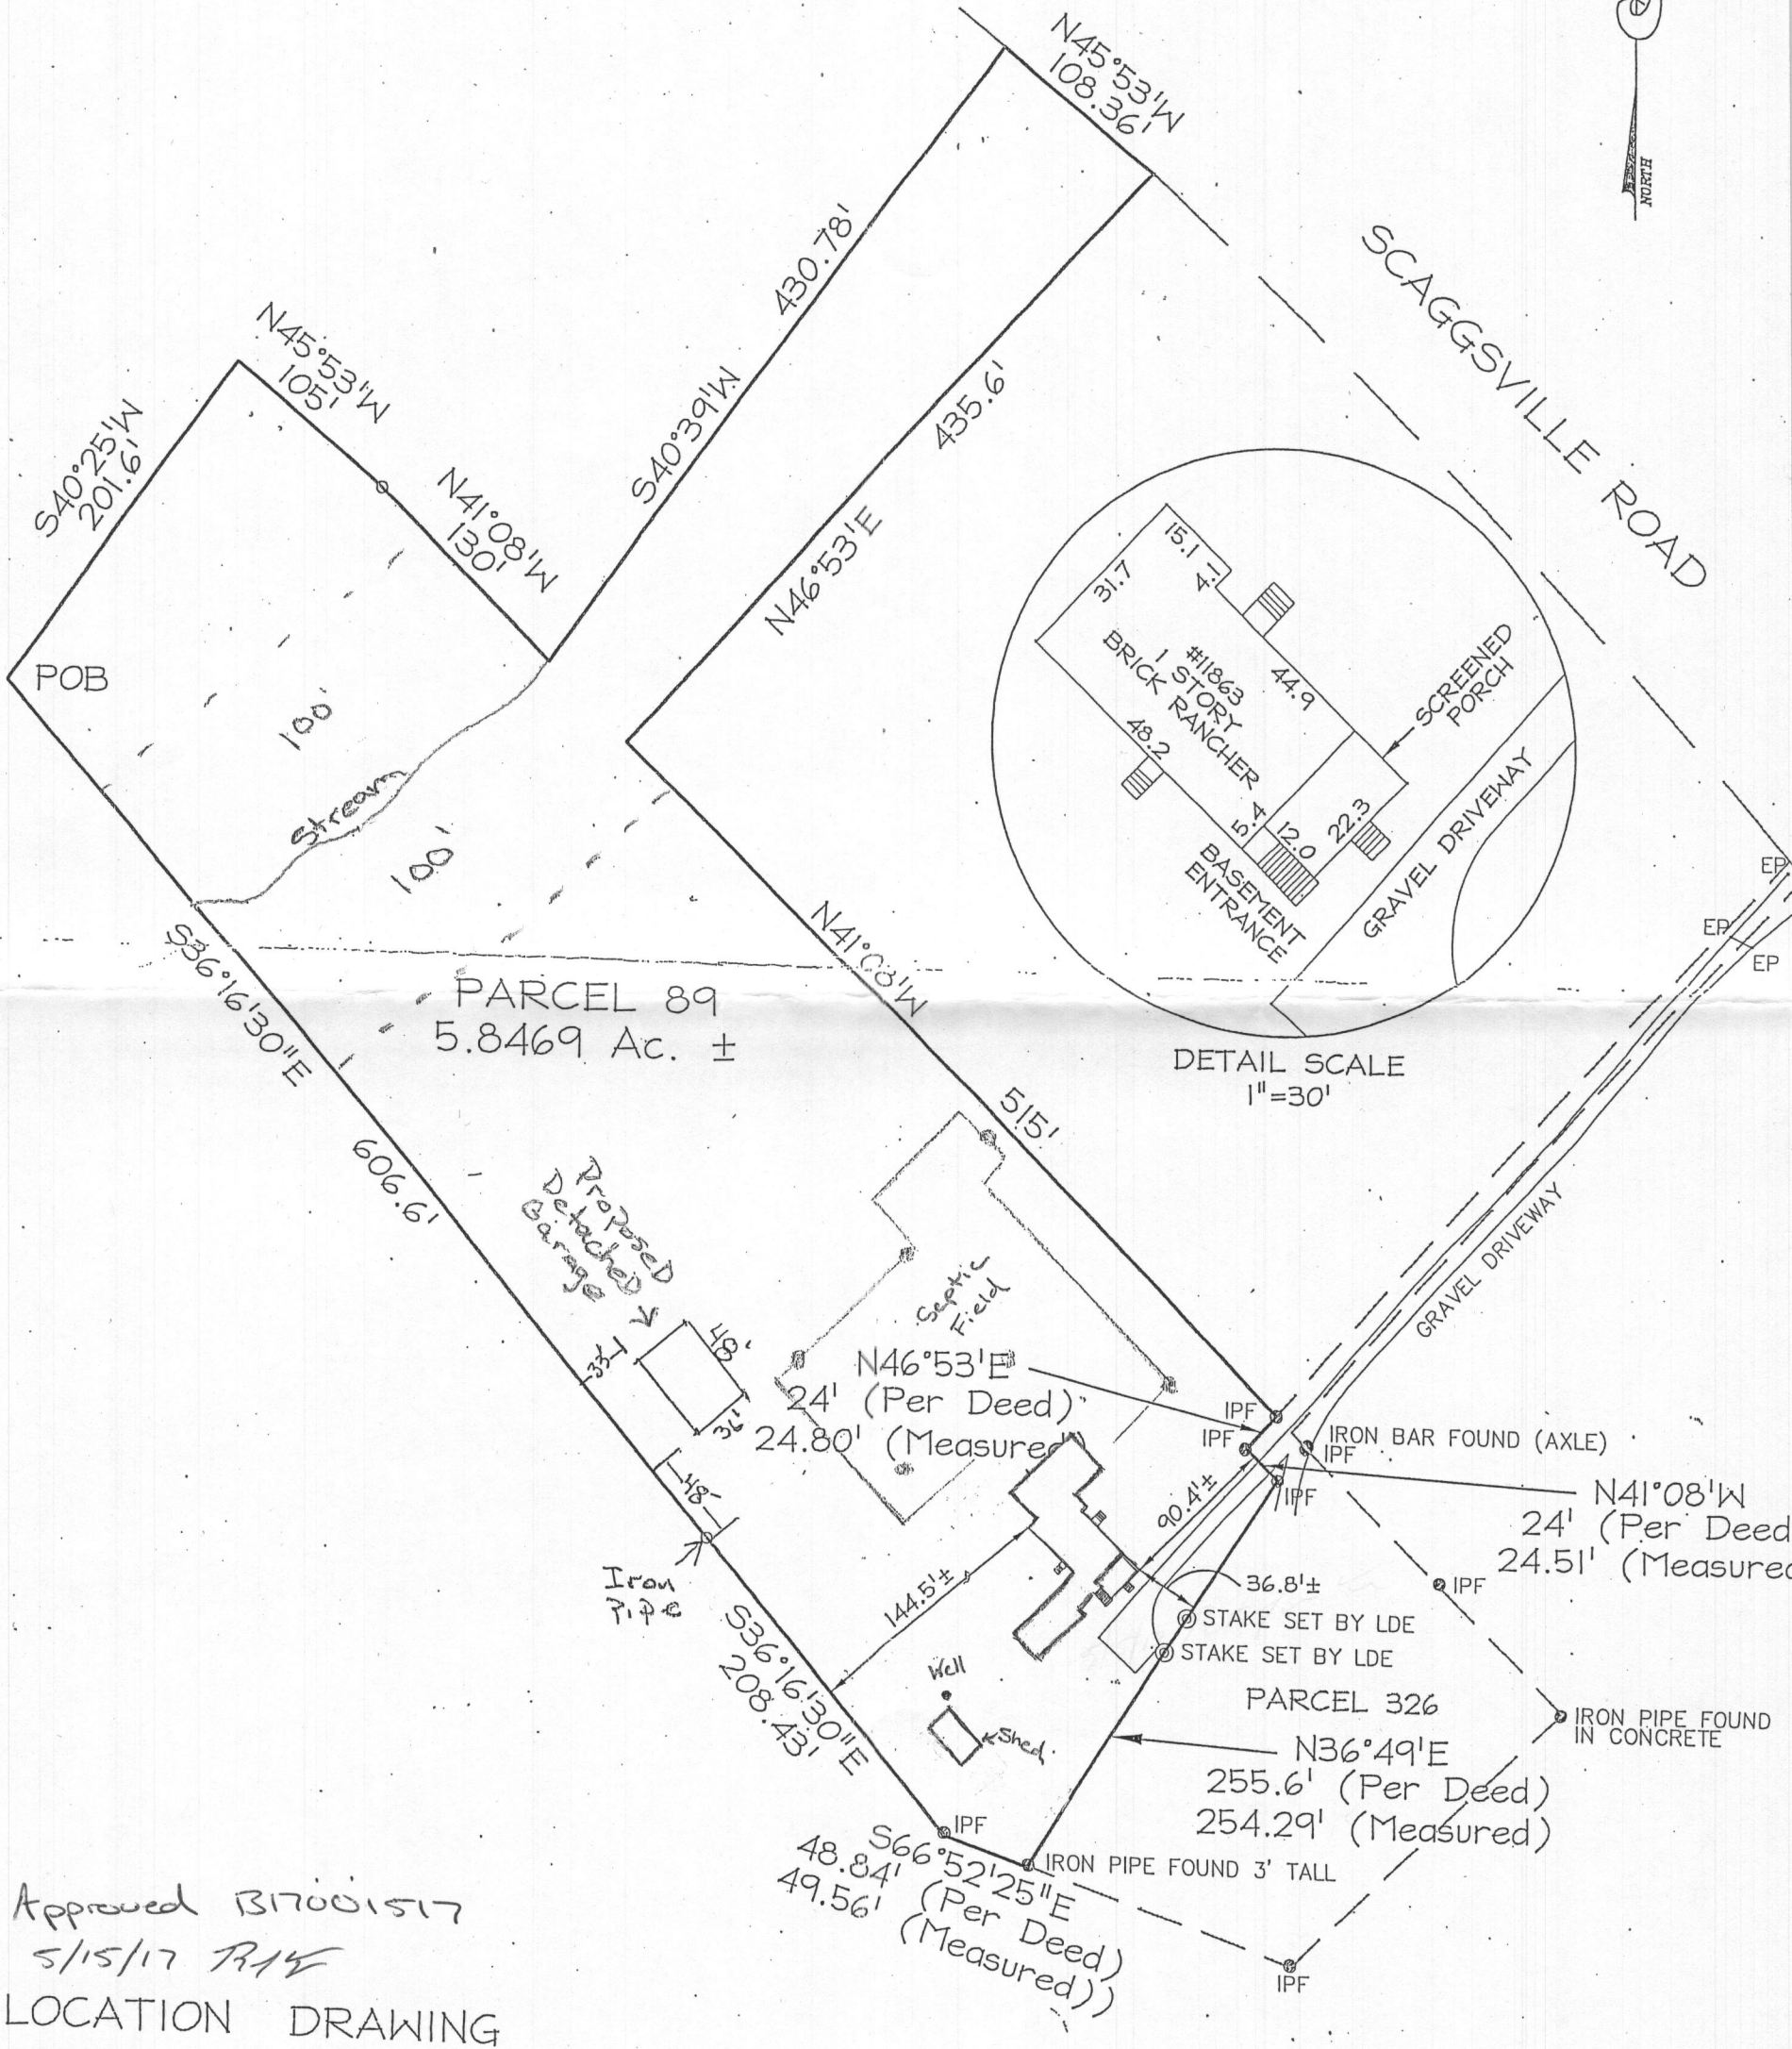 N45°53'W
108.36'
NORTH
SCAGGSVILLE ROAD
430.78'
S40°39'W
N45°53'W
105'
S40°25'W
201.6'
N41°08'W
130'
435.6'
N46°53'E
POB
100'
Stream
100'
15.1
4.1
31.7
#11863
1 STORY
BRICK RANCHER
44.9
48.2
SCREENED
PORCH
5.4
12.0
22.3
BASEMENT
ENTRANCE
GRAVEL DRIVEWAY
DETAIL SCALE
1"=30'
EP
EP
EP
S36°16'30"E
606.6'
PARCEL 89
5.8469 Ac. ±
N41°08'W
515'
GRAVEL DRIVEWAY
Proposed
Detached
Garage
33'
48'
36'
48'
Septic
Field
N46°53'E
24' (Per Deed)
24.80' (Measured)
IPF
IPF
IRON BAR FOUND (AXLE)
IPF
IPF
N41°08'W
24' (Per Deed
24.51' (Measured
90.4'±
IPF
36.8'±
144.5'±
STAKE SET BY LDE
STAKE SET BY LDE
Iron
Pipe
S36°16'30"E
208.43'
Well
Shed
PARCEL 326
IRON PIPE FOUND
IN CONCRETE
N36°49'E
255.6' (Per Deed)
254.29' (Measured)
IPF
S66°52'25"E
48.84' (Per Deed)
49.56' (Measured))
IRON PIPE FOUND 3' TALL
IPF
Approved B17001517
5/15/17
LOCATION DRAWING